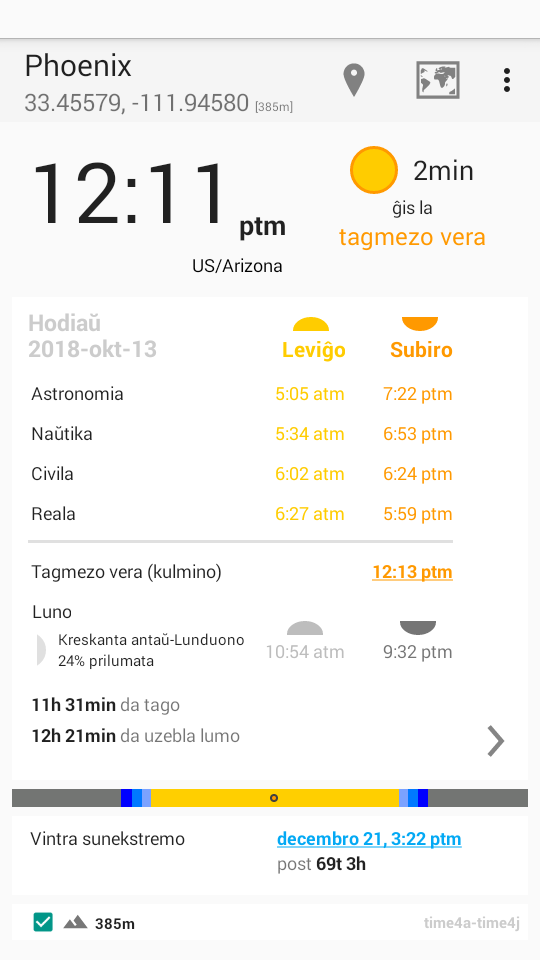 Phoenix
33.45579, -111.94580 [385m]
12:11 ptm
US/Arizona
2min
ĝis la
tagmezo vera
Hodiaŭ
2018-okt-13
Leviĝo Subiro
Astronomia 5:05 atm 7:22 ptm
Naŭtika 5:34 atm 6:53 ptm
Civila 6:02 atm 6:24 ptm
Reala 6:27 atm 5:59 ptm
Tagmezo vera (kulmino) 12:13 ptm
Luno
Kreskanta antaŭ-Lunduono
24% prilumata
10:54 atm 9:32 ptm
11h 31min da tago
12h 21min da uzebla lumo
Vintra sunekstremo decembro 21, 3:22 ptm
post 69t 3h
385m time4a-time4j